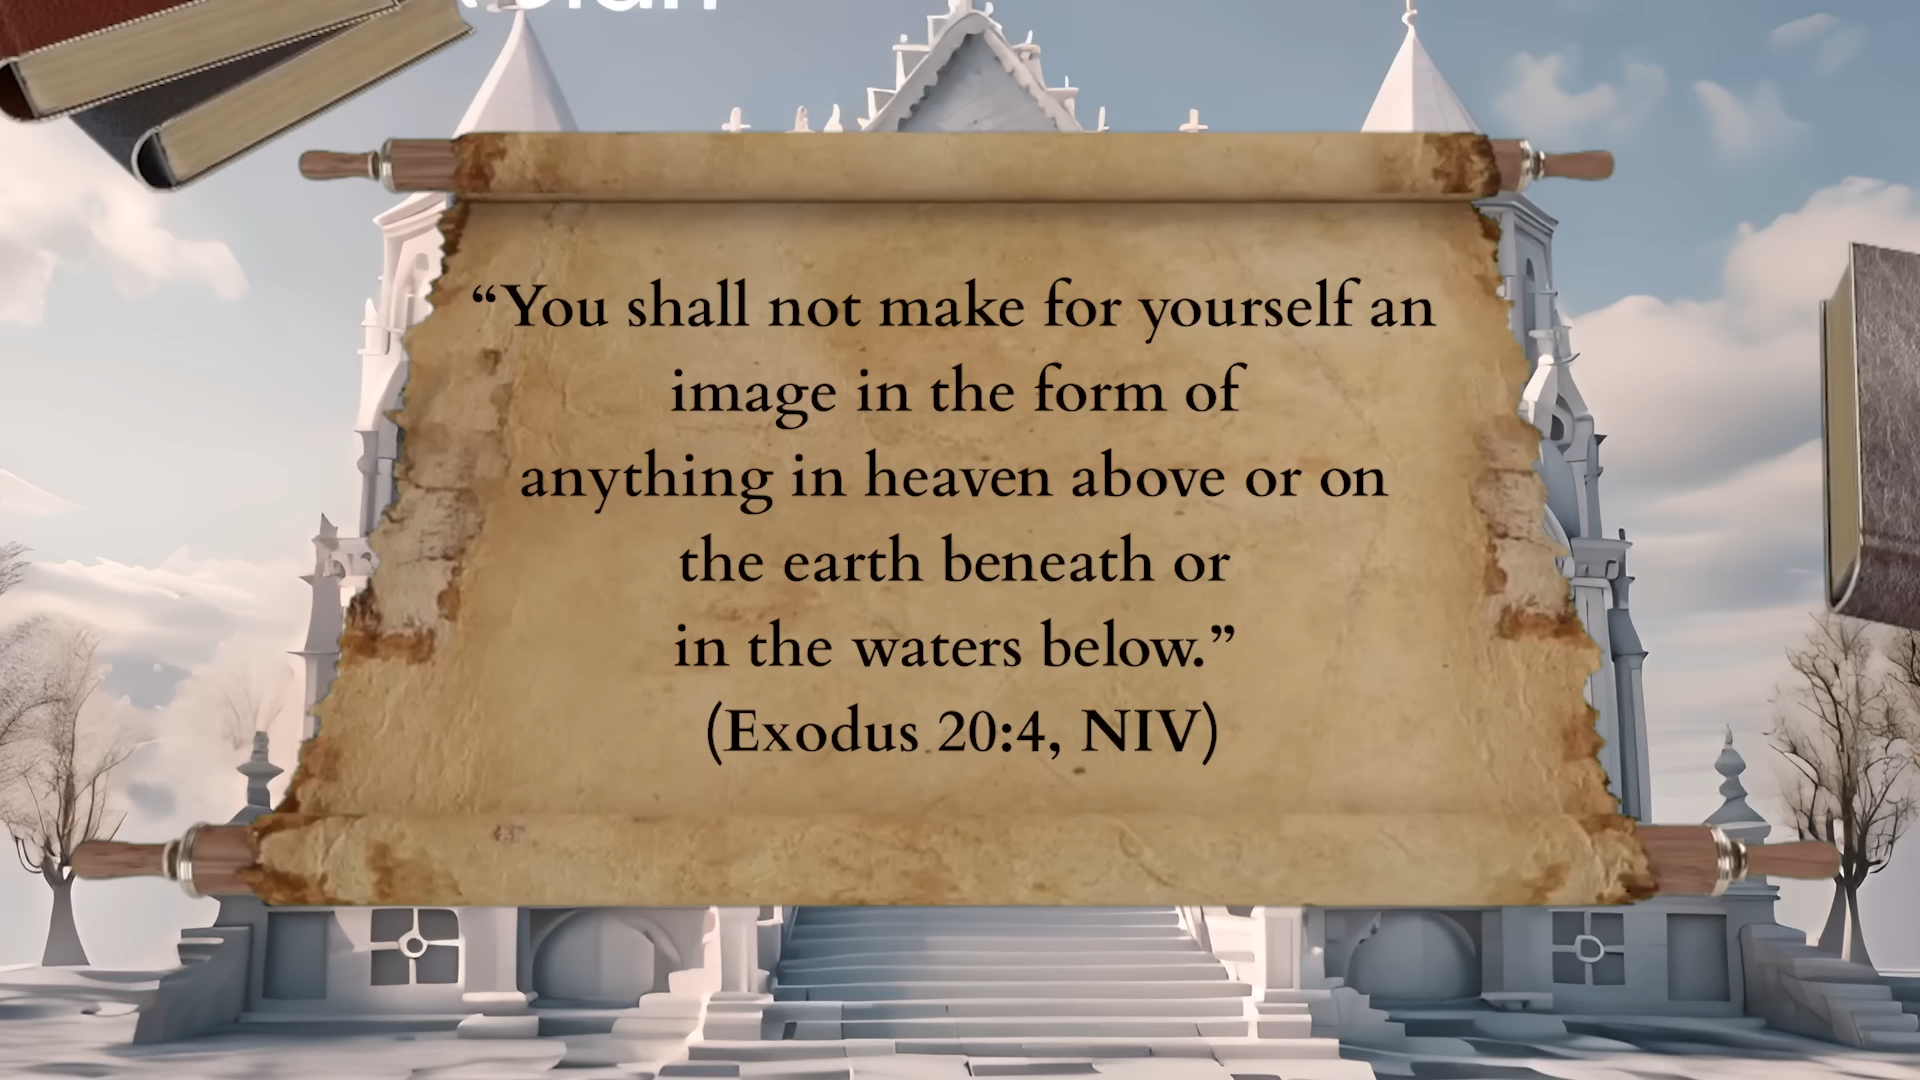 “You shall not make for yourself an
image in the form of
anything in heaven above or on
the earth beneath or
in the waters below.”
(Exodus 20:4, NIV)